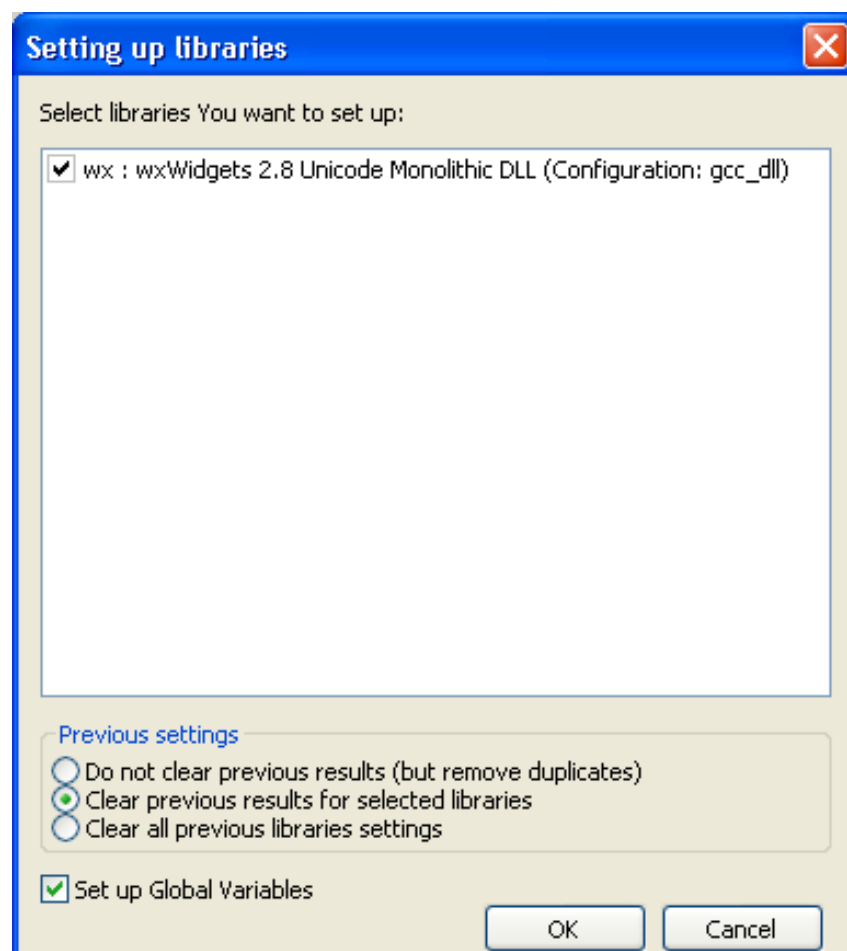 Setting up libraries
Select libraries You want to set up:
wx : wxWidgets 2.8 Unicode Monolithic DLL (Configuration: gcc_dll)
Previous settings
Do not clear previous results (but remove duplicates)
Clear previous results for selected libraries
Clear all previous libraries settings
Set up Global Variables
OK Cancel